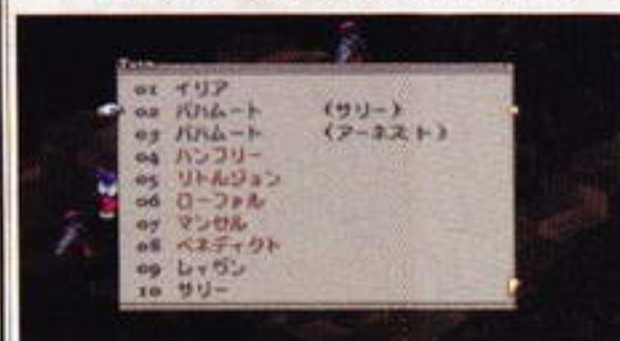 01 イリア
02 バハムート (サリー)
03 バハムート (アーネスト)
04 ハンフリー
05 リトルジョン
06 ローファル
07 マンセル
08 ベネディクト
09 レィガン
10 サリー